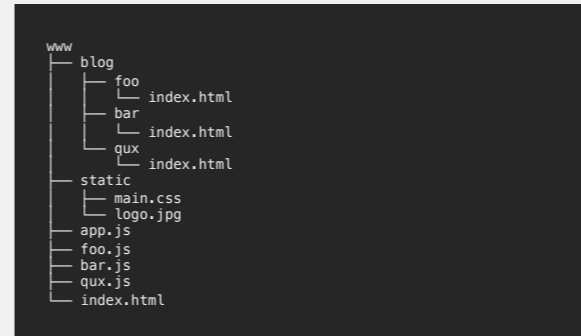 www
├── blog
│   ├── foo
│   │   └── index.html
│   ├── bar
│   │   └── index.html
│   └── qux
│       └── index.html
├── static
│   ├── main.css
│   └── logo.jpg
├── app.js
├── foo.js
├── bar.js
├── qux.js
└── index.html